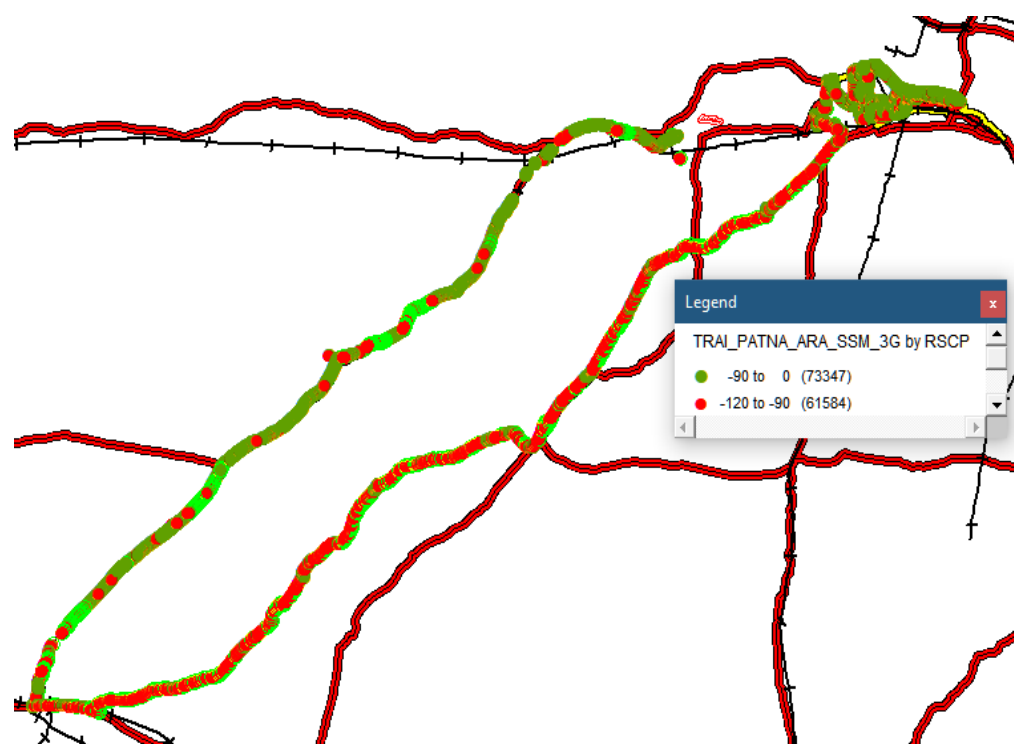 Legend
x
TRAI_PATNA_ARA_SSM_3G by RSCP
-90 to 0 (73347)
-120 to -90 (61584)